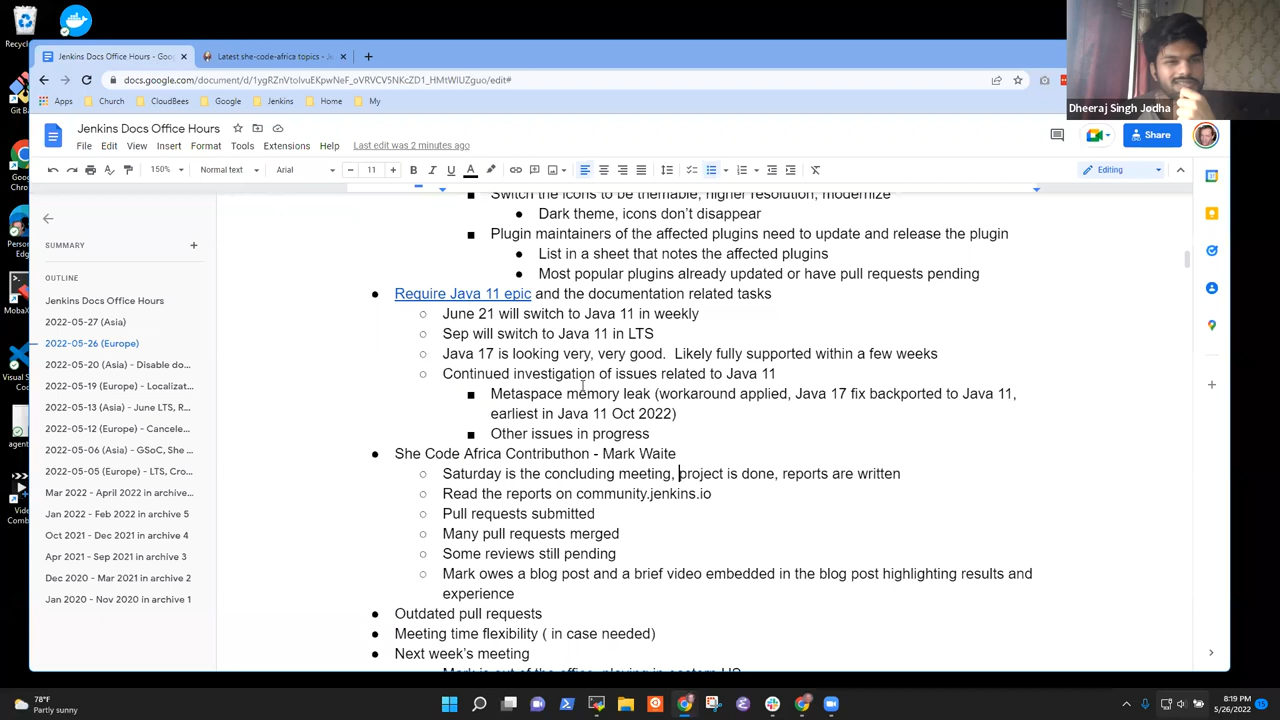 Jenkins Docs Office Hours - Goo
Latest she-code-africa topics - Je
docs.google.com/document/d/1ygRZnVtolvuEKpwNeF_oVRVCV5NKcZD1_HMtWlUZguo/edit#
Apps
Church
CloudBees
Google
Jenkins
Home
My
Dheeraj Singh Jodha
Jenkins Docs Office Hours
File
Edit
View
Insert
Format
Tools
Extensions
Help
Last edit was 2 minutes ago
Share
150%
Normal text
Arial
11
Editing
SUMMARY
OUTLINE
Jenkins Docs Office Hours
2022-05-27 (Asia)
2022-05-26 (Europe)
2022-05-20 (Asia) - Disable do...
2022-05-19 (Europe) - Localizat...
2022-05-13 (Asia) - June LTS, R...
2022-05-12 (Europe) - Cancele...
2022-05-06 (Asia) - GSoC, She ...
2022-05-05 (Europe) - LTS, Cro...
Mar 2022 - April 2022 in archive 6
Jan 2022 - Feb 2022 in archive 5
Oct 2021 - Dec 2021 in archive 4
Apr 2021 - Sep 2021 in archive 3
Dec 2020 - Mar 2021 in archive 2
Jan 2020 - Nov 2020 in archive 1
Switch the icons to be themable, higher resolution, modernize
Dark theme, icons don't disappear
Plugin maintainers of the affected plugins need to update and release the plugin
List in a sheet that notes the affected plugins
Most popular plugins already updated or have pull requests pending
Require Java 11 epic and the documentation related tasks
June 21 will switch to Java 11 in weekly
Sep will switch to Java 11 in LTS
Java 17 is looking very, very good. Likely fully supported within a few weeks
Continued investigation of issues related to Java 11
Metaspace memory leak (workaround applied, Java 17 fix backported to Java 11,
earliest in Java 11 Oct 2022)
Other issues in progress
She Code Africa Contributhon - Mark Waite
Saturday is the concluding meeting, project is done, reports are written
Read the reports on community.jenkins.io
Pull requests submitted
Many pull requests merged
Some reviews still pending
Mark owes a blog post and a brief video embedded in the blog post highlighting results and
experience
Outdated pull requests
Meeting time flexibility ( in case needed)
Next week's meeting
Mark is out of the office, playing in eastern US
78°F
Partly sunny
8:19 PM
5/26/2022